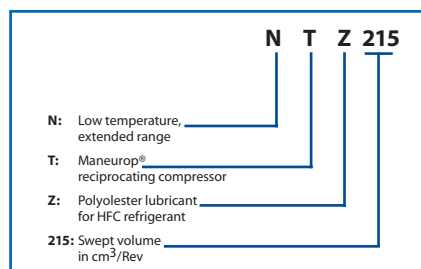 N T Z 215
N: Low temperature,
extended range
T: Maneurop®
reciprocating compressor
Z: Polyolester lubricant
for HFC refrigerant
215: Swept volume
in cm³/Rev